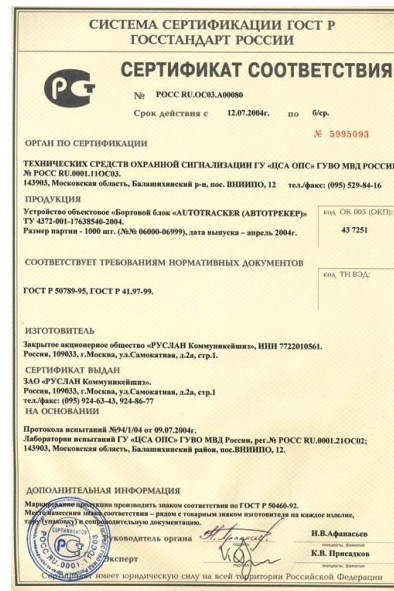 СИСТЕМА СЕРТИФИКАЦИИ ГОСТ Р
ГОССТАНДАРТ РОССИИ
СЕРТИФИКАТ СООТВЕТСТВИЯ
№ РОСС RU.ОС03.А00080
Срок действия с 12.07.2004г. по б/ср.
№ 5995093
ОРГАН ПО СЕРТИФИКАЦИИ
ТЕХНИЧЕСКИХ СРЕДСТВ ОХРАННОЙ СИГНАЛИЗАЦИИ ГУ «ЦСА ОПС» ГУВО МВД РОССИИ
№ РОСС RU.0001.11ОС03.
143903, Московская область, Балашихинский р-н, пос. ВНИИПО, 12 тел./факс: (095) 529-84-16
ПРОДУКЦИЯ
Устройство объектовое «Бортовой блок «AUTOTRACKER (АВТОТРЕКЕР)»
ТУ 4372-001-17638540-2004.
Размер партии - 1000 шт. (№№ 06000-06999), дата выпуска – апрель 2004г.
код ОК 005 (ОКП):
43 7251
СООТВЕТСТВУЕТ ТРЕБОВАНИЯМ НОРМАТИВНЫХ ДОКУМЕНТОВ
код ТН ВЭД:
ГОСТ Р 50789-95, ГОСТ Р 41.97-99.
ИЗГОТОВИТЕЛЬ
Закрытое акционерное общество «РУСЛАН Коммуникейшнз», ИНН 7722010561.
Россия, 109033, г.Москва, ул.Самокатная, д.2а, стр.1.
СЕРТИФИКАТ ВЫДАН
ЗАО «РУСЛАН Коммуникейшнз».
Россия, 109033, г.Москва, ул.Самокатная, д.2а, стр.1
тел./факс: (095) 924-63-43, 924-86-77
НА ОСНОВАНИИ
Протокола испытаний №94/1/04 от 09.07.2004г.
Лаборатории испытаний ГУ «ЦСА ОПС» ГУВО МВД России, рег.№ РОСС RU.0001.21ОС02;
143903, Московская область, Балашихинский район, пос.ВНИИПО, 12.
ДОПОЛНИТЕЛЬНАЯ ИНФОРМАЦИЯ
Маркирование продукции производить знаком соответствия по ГОСТ Р 50460-92.
Место нанесения знака соответствия – рядом с товарным знаком изготовителя на каждое изделие,
тару (упаковку) и сопроводительную документацию.
Руководитель органа
Н.В.Афанасьев
инициалы, фамилия
Эксперт
К.В. Присадков
инициалы, фамилия
Сертификат имеет юридическую силу на всей территории Российской Федерации